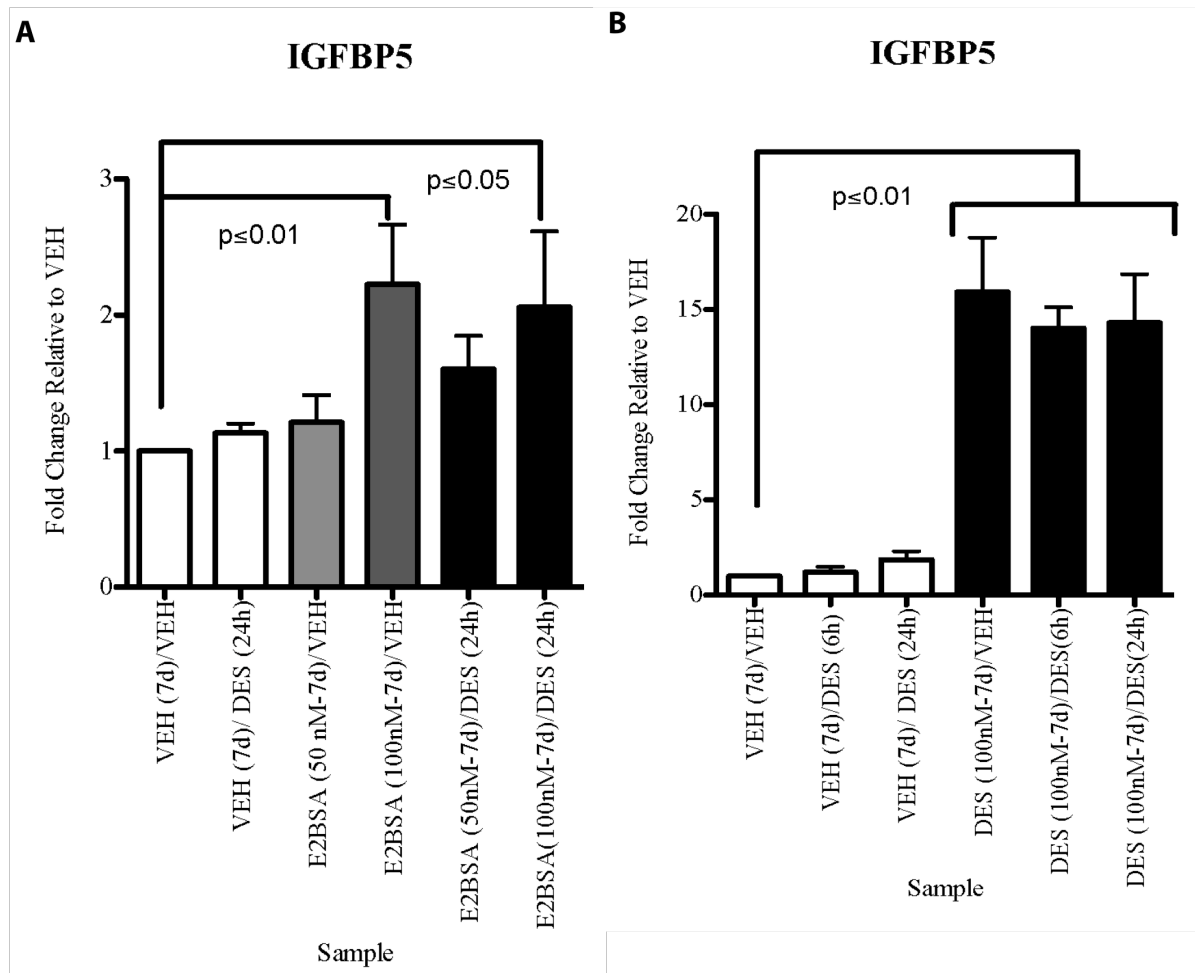 A
IGFBP5
Fold Change Relative to VEH
3
2
1
0
p≤0.01
p≤0.05
VEH (7d)/VEH
VEH (7d)/ DES (24h)
E2BSA (50 nM-7d)/VEH
E2BSA (100nM-7d)/VEH
E2BSA (50nM-7d)/DES (24h)
E2BSA(100nM-7d)/DES (24h)
Sample
B
IGFBP5
Fold Change Relative to VEH
20
15
10
5
0
p≤0.01
VEH (7d)/VEH
VEH (7d)/DES (6h)
VEH (7d)/ DES (24h)
DES (100nM-7d)/VEH
DES (100nM-7d)/DES(6h)
DES (100nM-7d)/DES(24h)
Sample